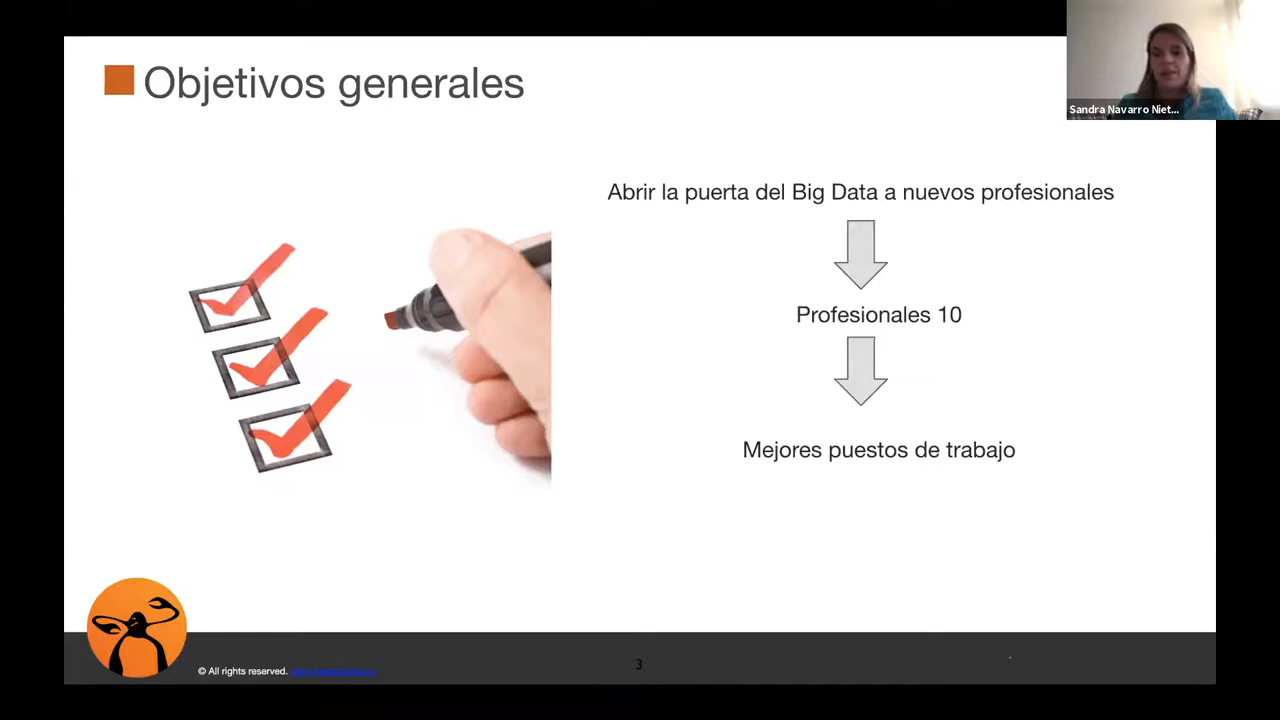 Objetivos generales
Sandra Navarro Niet...
Abrir la puerta del Big Data a nuevos profesionales
Profesionales 10
Mejores puestos de trabajo
© All rights reserved.
3